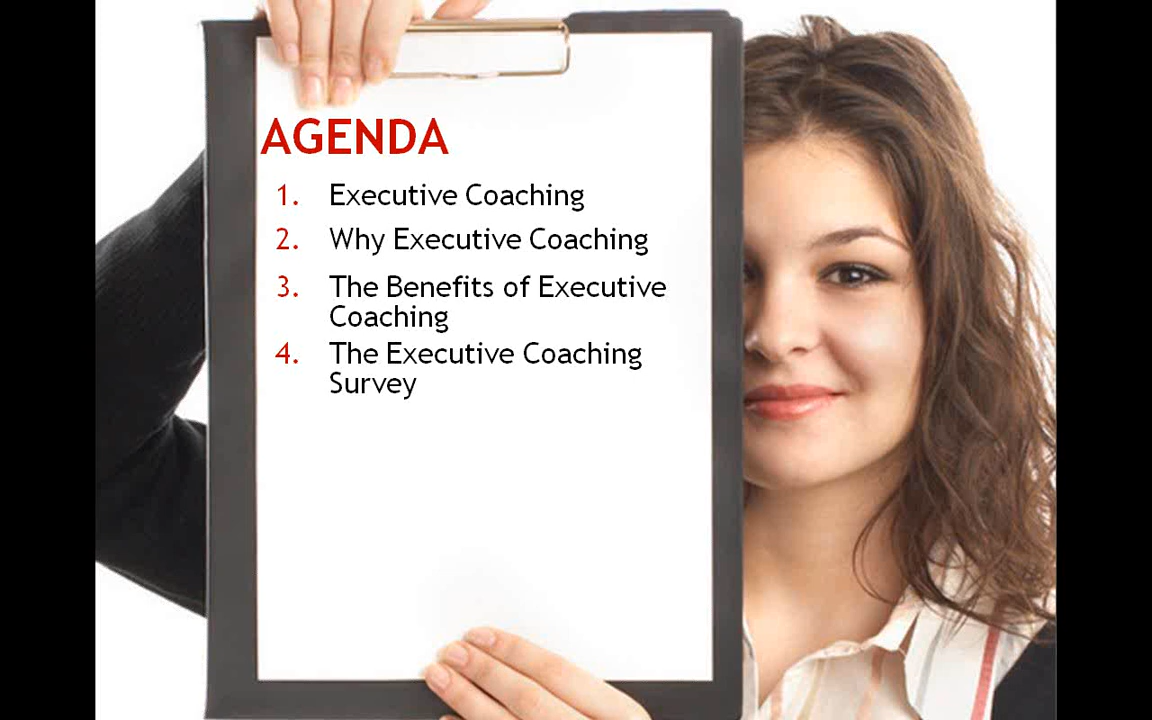 AGENDA
1. Executive Coaching
2. Why Executive Coaching
3. The Benefits of Executive
Coaching
4. The Executive Coaching
Survey